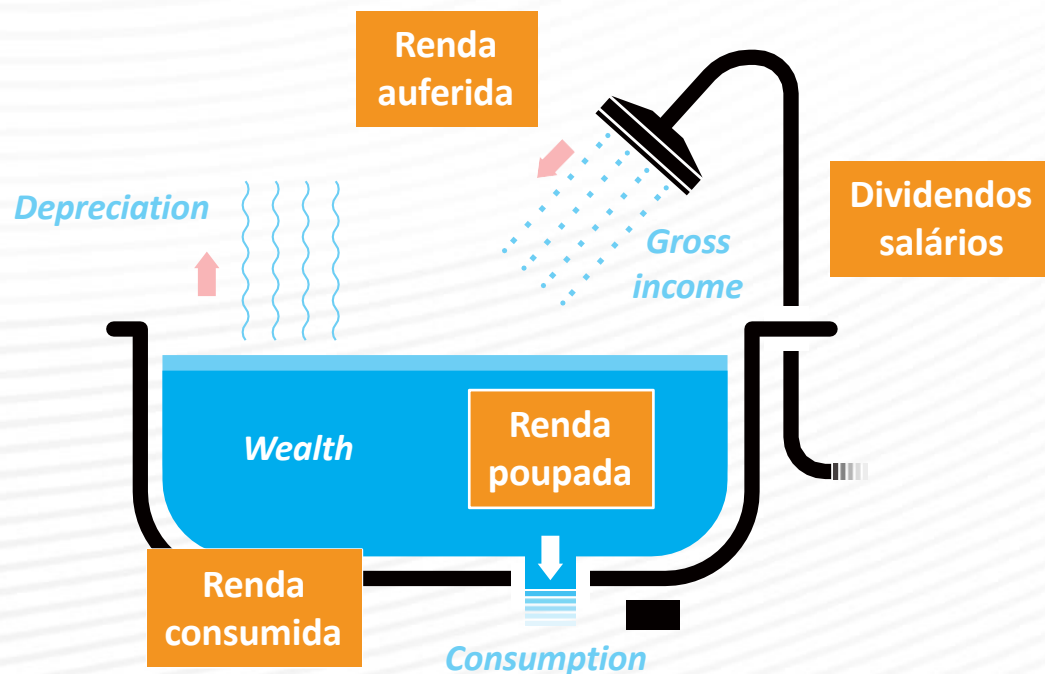 Renda
auferida
Depreciation
Gross
income
Dividendos
salários
Wealth
Renda
poupada
Renda
consumida
Consumption